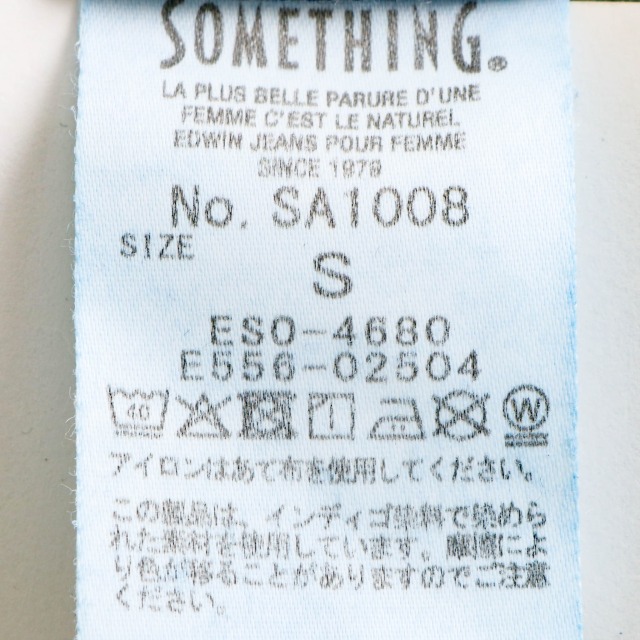 SOMETHING®
LA PLUS BELLE PARURE D'UNE
FEMME C'EST LE NATUREL
EDWIN JEANS POUR FEMME
SINCE 1979
No. SA1008
SIZE
S
ES0-4680
E556-02504
40 W
アイロンはあて布を使用してください。
この製品は、インディゴ染料で染めら
れた素材を使用しています。摩擦によ
り色が移ることがありますのでご注意
ください。